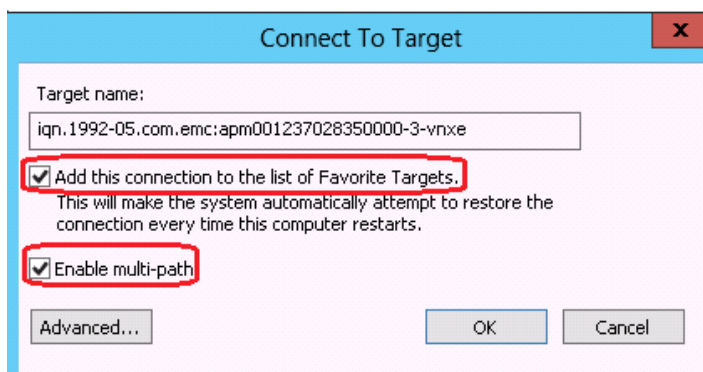 Connect To Target
x
Target name:
iqn.1992-05.com.emc:apm001237028350000-3-vnxe
Add this connection to the list of Favorite Targets.
This will make the system automatically attempt to restore the
connection every time this computer restarts.
Enable multi-path
Advanced...
OK
Cancel